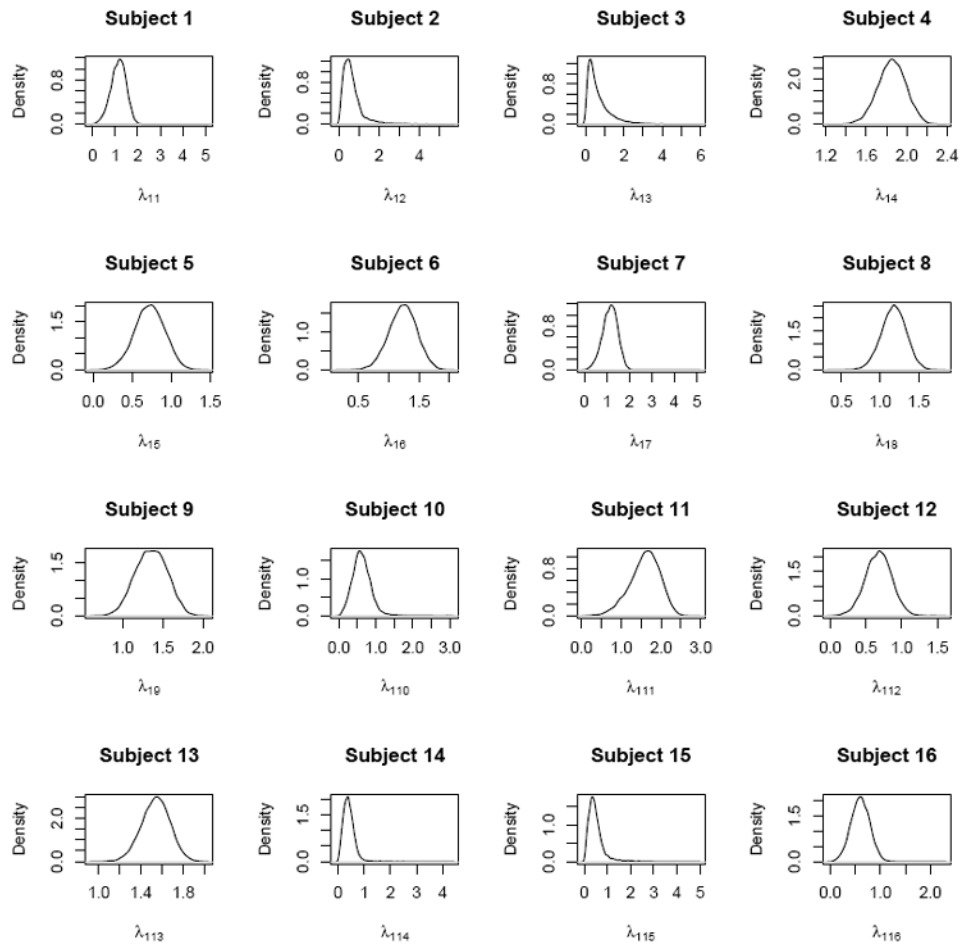 Subject 1 Subject 2 Subject 3 Subject 4
Density 0.0 0.8 Density 0.0 0.8 Density 0.0 0.8 Density 0.0 2.0
0 1 2 3 4 5 0 2 4 0 2 4 6 1.2 1.6 2.0 2.4
λ11 λ12 λ13 λ14
Subject 5 Subject 6 Subject 7 Subject 8
Density 0.0 1.5 Density 0.0 1.0 Density 0.0 0.8 Density 0.0 1.5
0.0 0.5 1.0 1.5 0.5 1.5 0 1 2 3 4 5 0.5 1.0 1.5
λ15 λ16 λ17 λ18
Subject 9 Subject 10 Subject 11 Subject 12
Density 0.0 1.5 Density 0.0 1.0 Density 0.0 0.8 Density 0.0 1.5
1.0 1.5 2.0 0.0 1.0 2.0 3.0 0.0 1.0 2.0 3.0 0.0 0.5 1.0 1.5
λ19 λ110 λ111 λ112
Subject 13 Subject 14 Subject 15 Subject 16
Density 0.0 2.0 Density 0.0 1.5 Density 0.0 1.0 Density 0.0 1.5
1.0 1.4 1.8 0 1 2 3 4 0 1 2 3 4 5 0.0 1.0 2.0
λ113 λ114 λ115 λ116